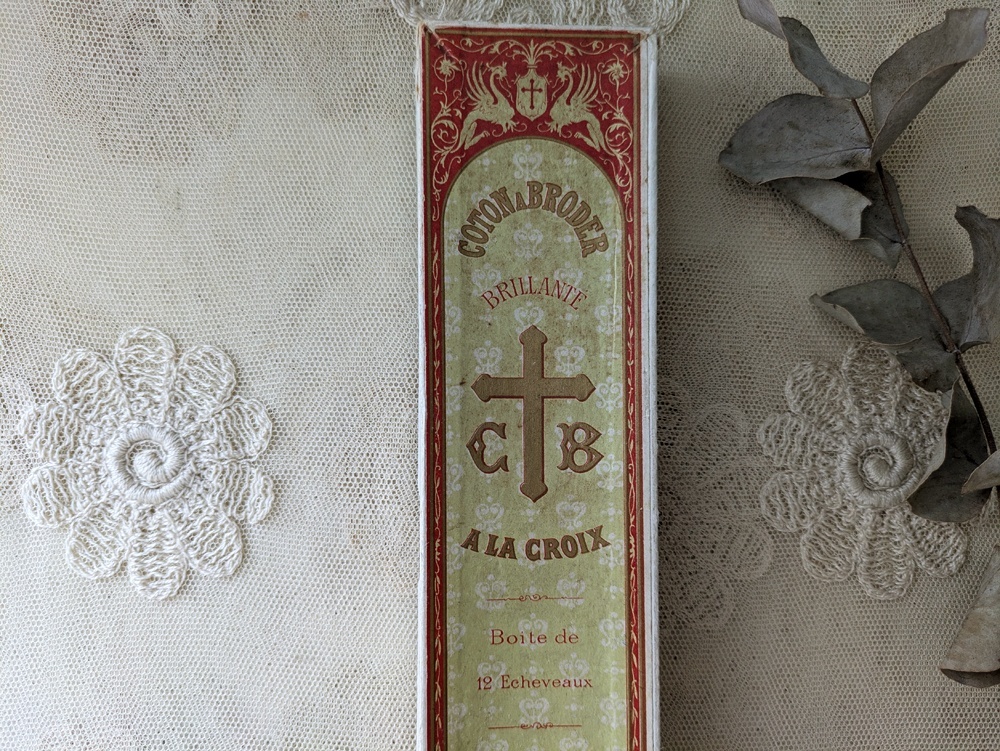 COTON A BRODER
BRILLANTE
C B
A LA CROIX
Boite de
12 Echeveaux